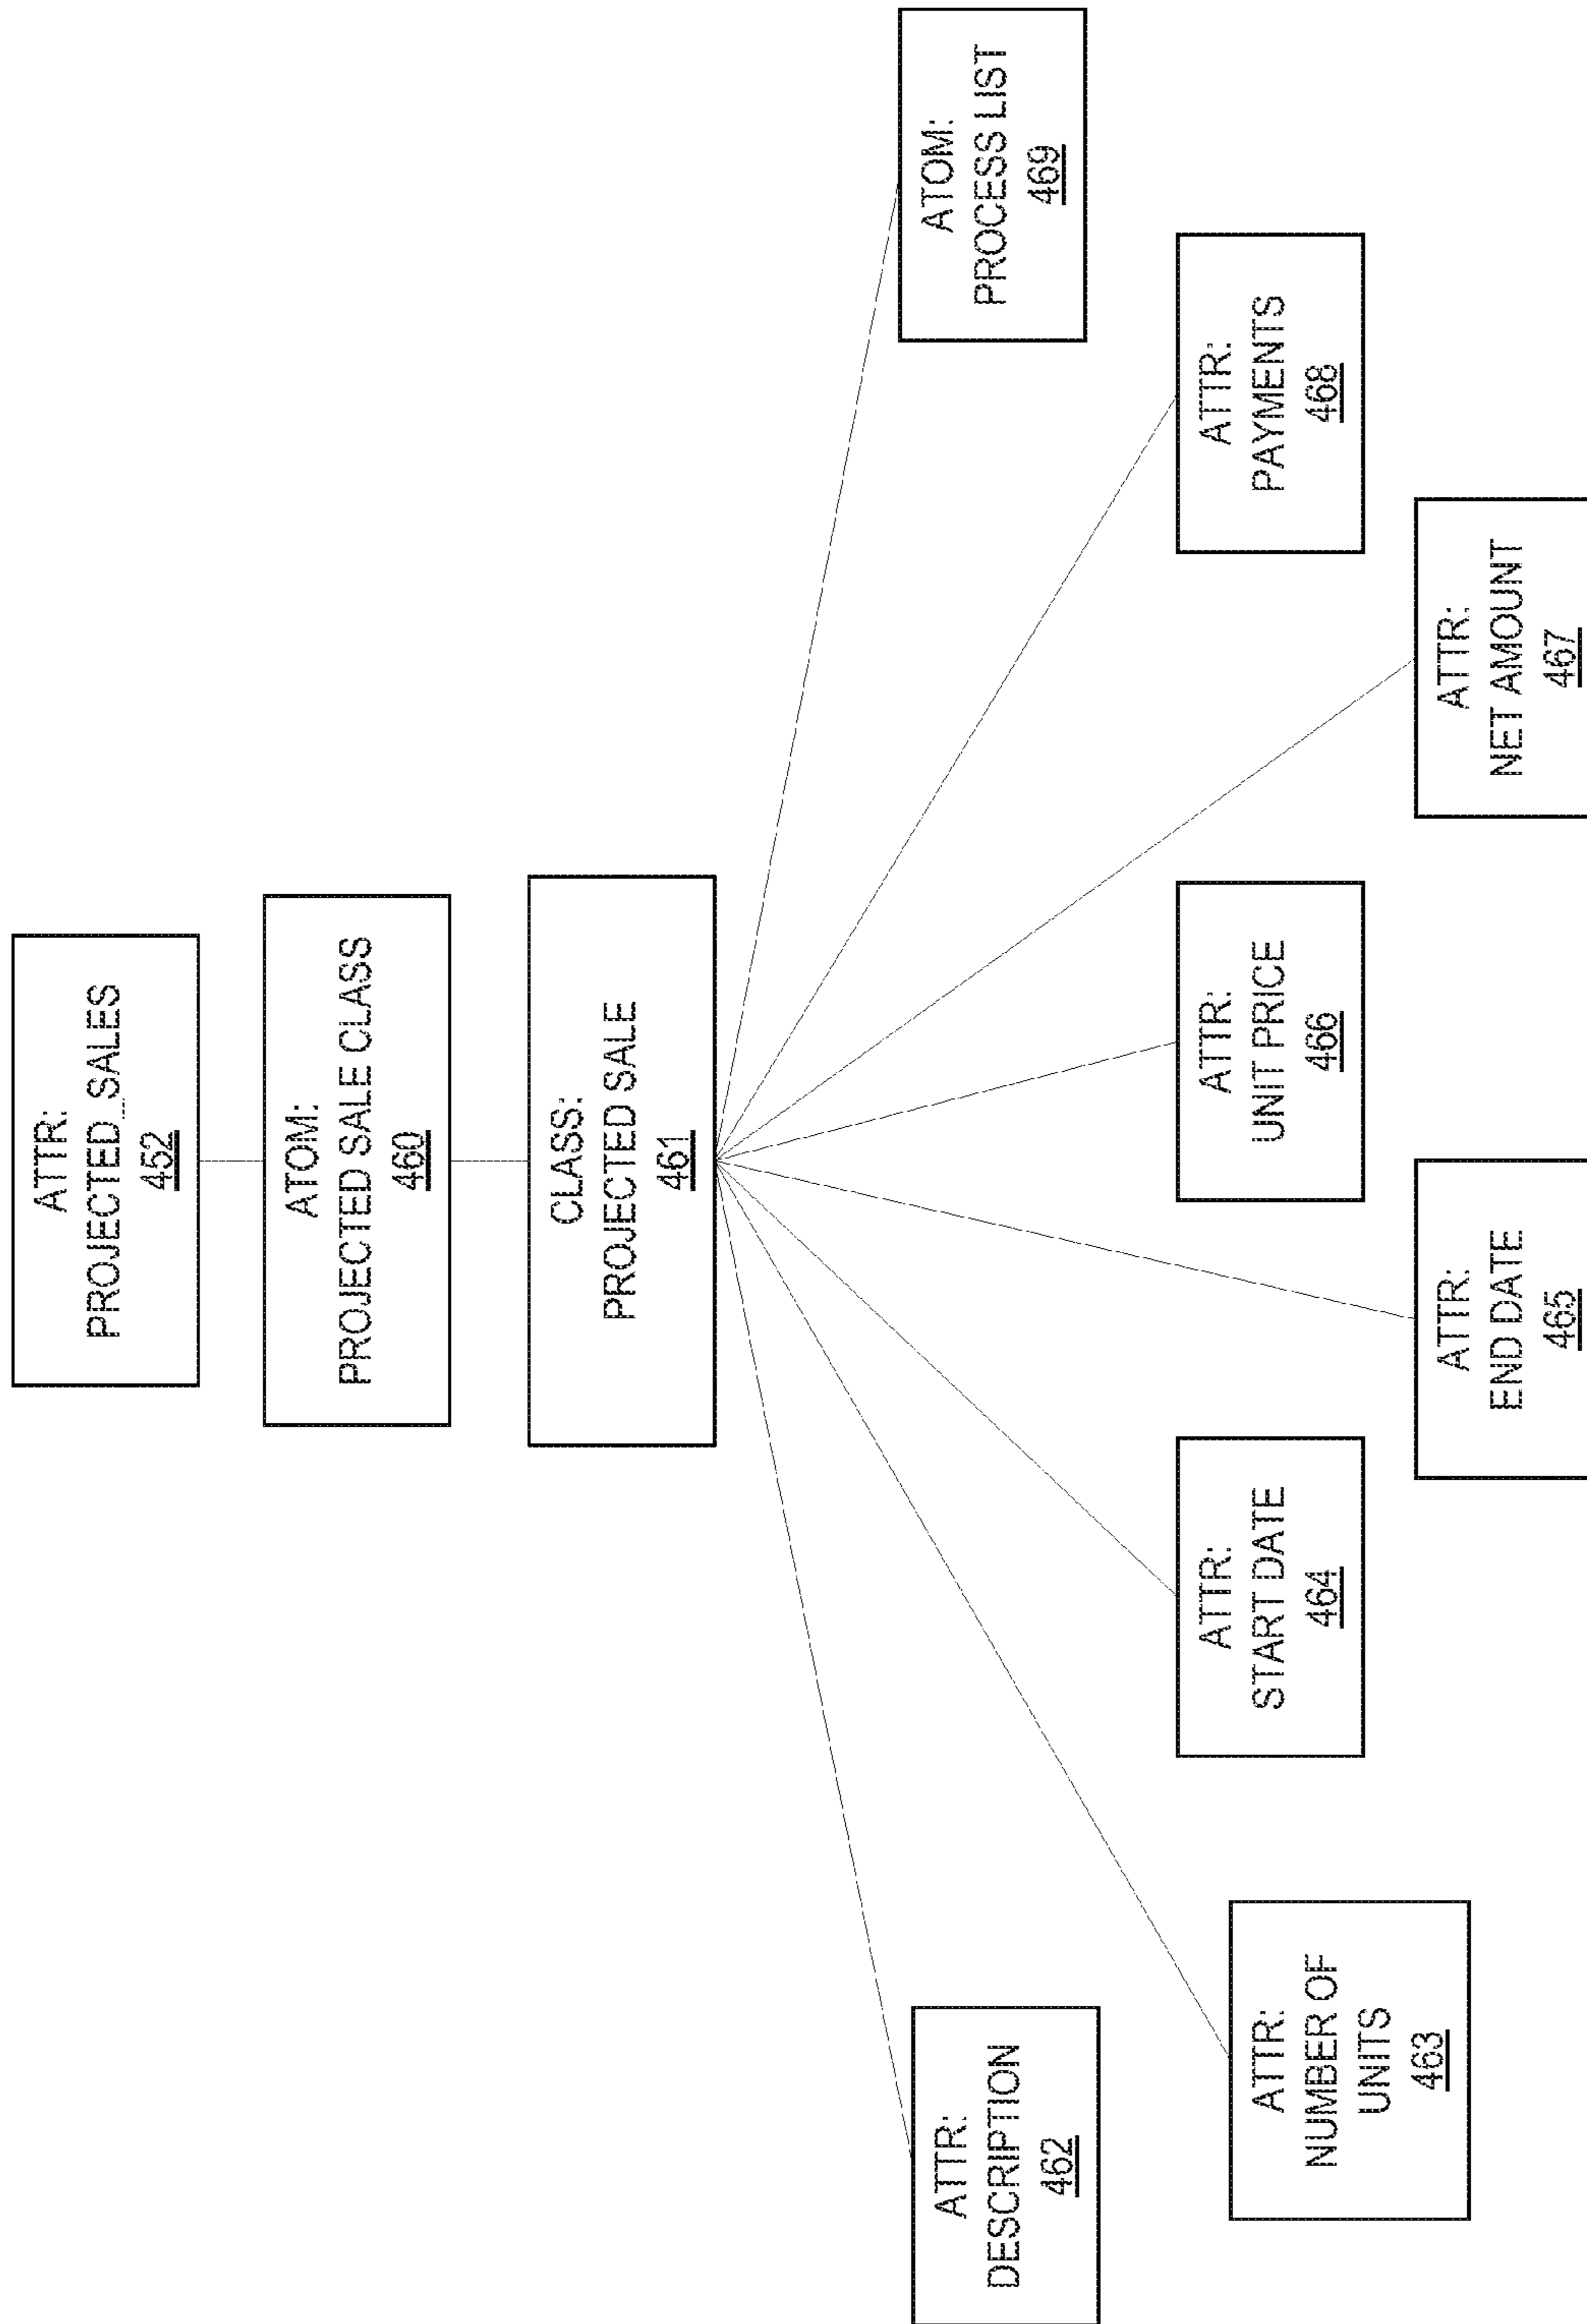 ATTR:
PROJECTED_SALES
452
ATOM:
PROJECTED SALE CLASS
460
CLASS:
PROJECTED SALE
461
ATTR:
DESCRIPTION
462
ATTR:
NUMBER OF
UNITS
463
ATTR:
START DATE
464
ATTR:
END DATE
465
ATTR:
UNIT PRICE
466
ATTR:
NET AMOUNT
467
ATTR:
PAYMENTS
468
ATOM:
PROCESS LIST
469